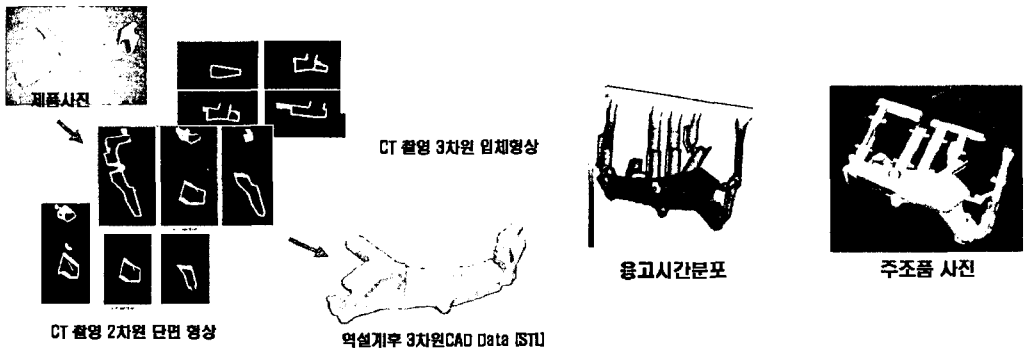 제품사진
CT 촬영 3차원 입체형상
응고시간분포
주조품 사진
CT 촬영 2차원 단면 형상
역설계후 3차원CAD Data (STL)